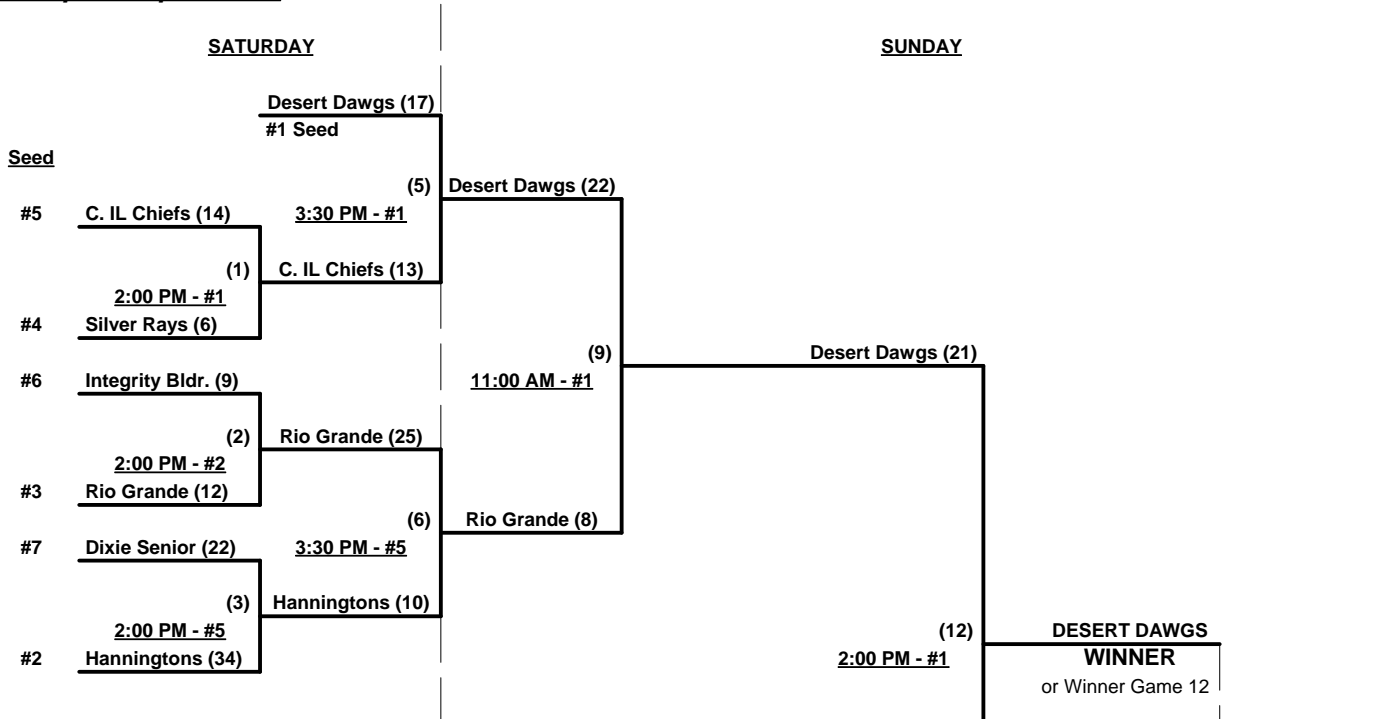 SATURDAY
SUNDAY
Desert Dawgs (17)
#1 Seed
Seed
(5)
Desert Dawgs (22)
#5
C. IL Chiefs (14)
3:30 PM - #1
(1)
C. IL Chiefs (13)
2:00 PM - #1
#4
Silver Rays (6)
(9)
Desert Dawgs (21)
#6
Integrity Bldr. (9)
11:00 AM - #1
(2)
Rio Grande (25)
2:00 PM - #2
#3
Rio Grande (12)
(6)
Rio Grande (8)
#7
Dixie Senior (22)
3:30 PM - #5
(3)
Hanningtons (10)
2:00 PM - #5
(12)
DESERT DAWGS
#2
Hanningtons (34)
2:00 PM - #1
WINNER
or Winner Game 12